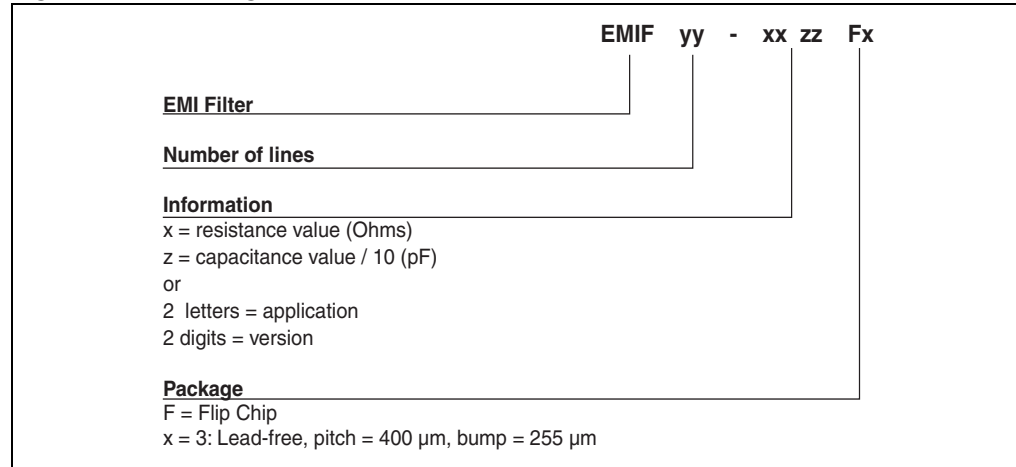 EMIF yy - xx zz Fx
EMI Filter
Number of lines
Information
x = resistance value (Ohms)
z = capacitance value / 10 (pF)
or
2 letters = application
2 digits = version
Package
F = Flip Chip
x = 3: Lead-free, pitch = 400 µm, bump = 255 µm